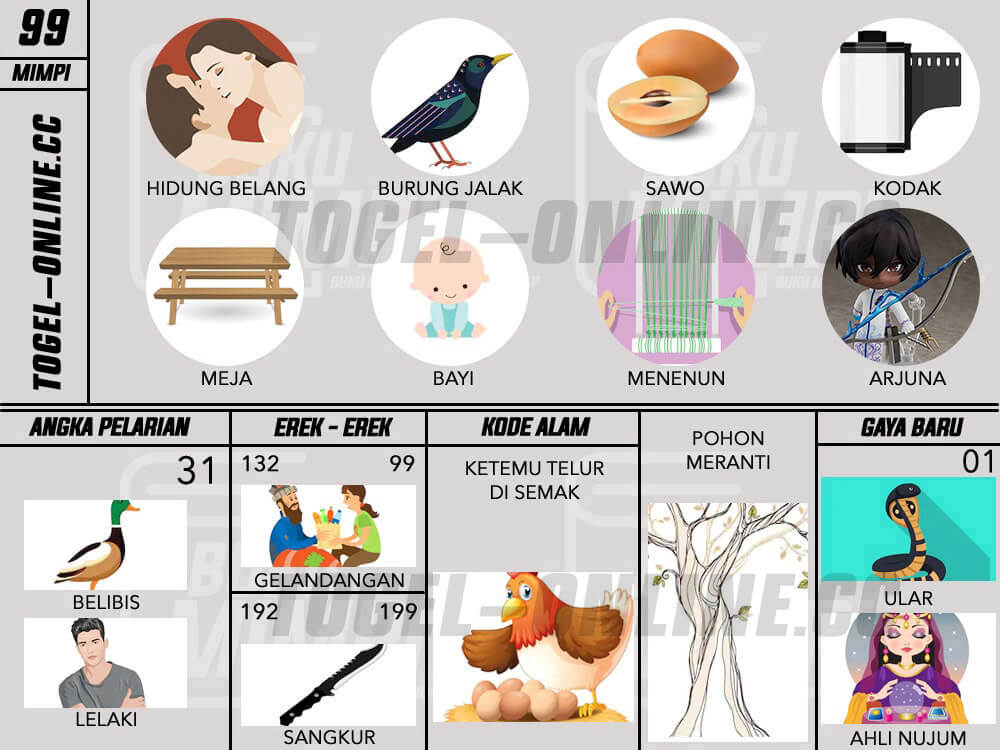 99
MIMPI
TOGEL-ONLINE.CC
HIDUNG BELANG
BURUNG JALAK
SAWO
KODAK
TOGEL-ONLINE.CC
MEJA
BAYI
MENENUN
ARJUNA
ANGKA PELARIAN
31
BELIBIS
LELAKI
EREK - EREK
132 99
GELANDANGAN
192 199
SANGKUR
KODE ALAM
KETEMU TELUR
DI SEMAK
POHON
MERANTI
GAYA BARU
01
ULAR
AHLI NUJUM
TOGEL-ONLINE.CC